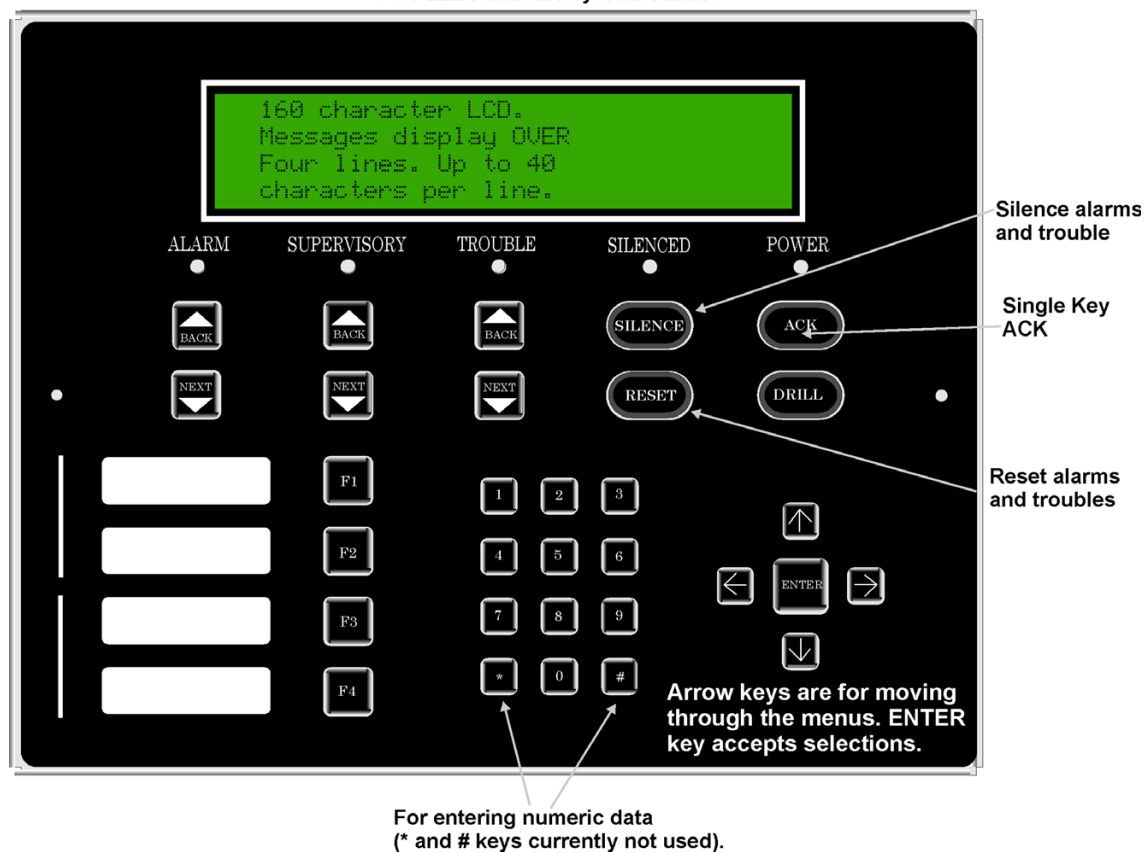 160 character LCD.
Messages display OVER
Four lines. Up to 40
characters per line.
Silence alarms
and trouble
ALARM SUPERVISORY TROUBLE SILENCED POWER
BACK BACK BACK SILENCE ACK
Single Key
ACK
NEXT NEXT NEXT RESET DRILL
Reset alarms
and troubles
F1 1 2 3
F2 4 5 6
ENTER
F3 7 8 9
F4 * 0 #
Arrow keys are for moving
through the menus. ENTER
key accepts selections.
For entering numeric data
(* and # keys currently not used).